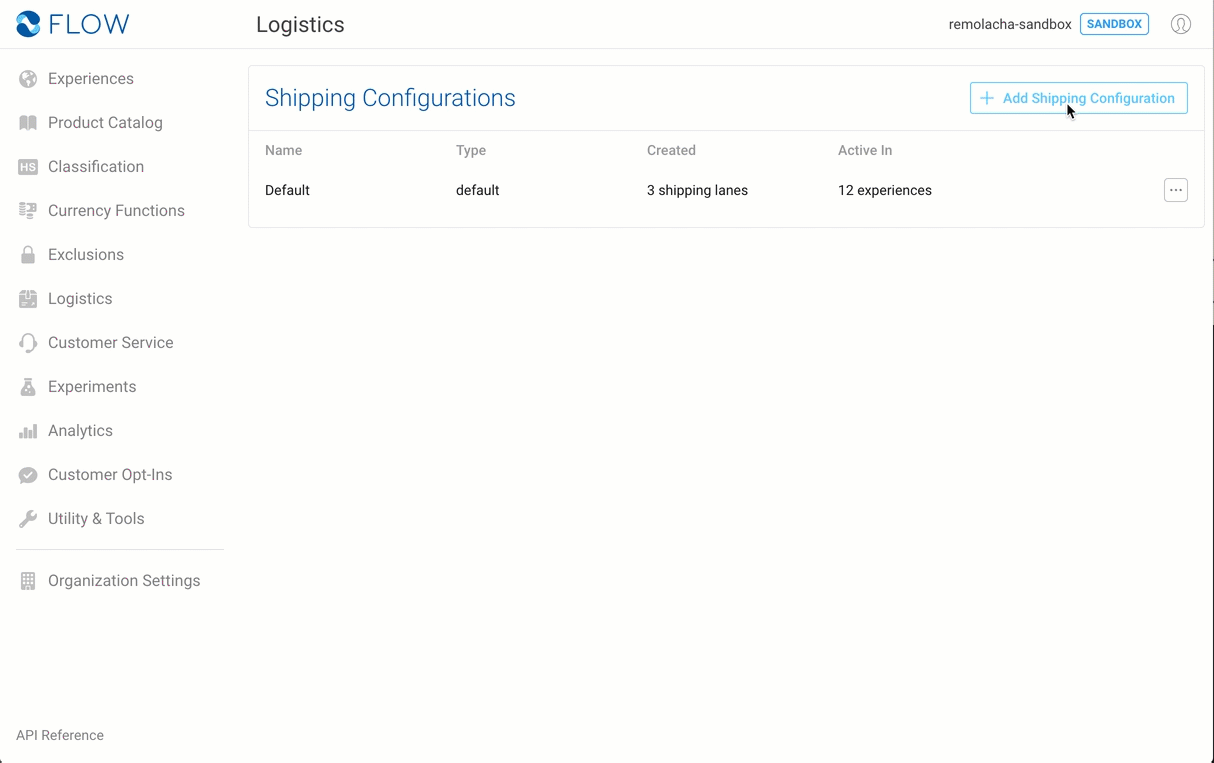 FLOW
Logistics
remolacha-sandbox SANDBOX
Experiences
Product Catalog
HS Classification
Currency Functions
Exclusions
Logistics
Customer Service
Experiments
Analytics
Customer Opt-Ins
Utility & Tools
Organization Settings
API Reference
Shipping Configurations
+ Add Shipping Configuration
Name Type Created Active In
Default default 3 shipping lanes 12 experiences ...